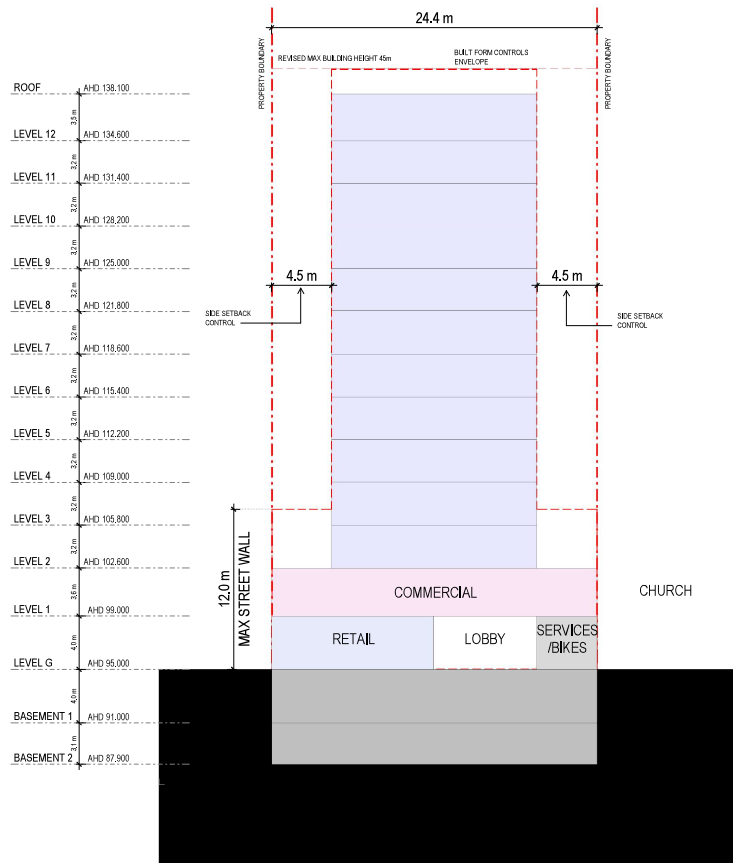 24.4 m
REVISED MAX BUILDING HEIGHT 45m
BUILT FORM CONTROLS
ENVELOPE
PROPERTY BOUNDARY
PROPERTY BOUNDARY
ROOF AHD 138.100
3,5 m
LEVEL 12 AHD 134.600
3,2 m
LEVEL 11 AHD 131.400
3,2 m
LEVEL 10 AHD 128.200
3,2 m
LEVEL 9 AHD 125.000
3,2 m
LEVEL 8 AHD 121.800
3,2 m
LEVEL 7 AHD 118.600
3,2 m
LEVEL 6 AHD 115.400
3,2 m
LEVEL 5 AHD 112.200
3,2 m
LEVEL 4 AHD 109.000
3,2 m
LEVEL 3 AHD 105.800
3,2 m
LEVEL 2 AHD 102.600
3,6 m
LEVEL 1 AHD 99.000
4,0 m
LEVEL G AHD 95.000
4,0 m
BASEMENT 1 AHD 91.000
3,1 m
BASEMENT 2 AHD 87.900
4.5 m
4.5 m
SIDE SETBACK
CONTROL
SIDE SETBACK
CONTROL
12.0 m
MAX STREET WALL
COMMERCIAL
CHURCH
RETAIL
LOBBY
SERVICES
/BIKES